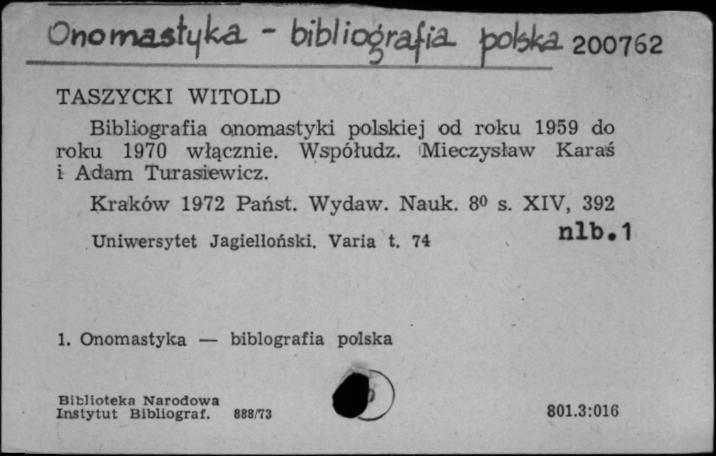 Onomastyka - bibliografia polska 200762
TASZYCKI WITOLD
Bibliografia onomastyki polskiej od roku 1959 do
roku 1970 włącznie. Współudz. Mieczysław Karaś
i Adam Turasiewicz.
Kraków 1972 Państ. Wydaw. Nauk. 8⁰ s. XIV, 392
nlb.1
Uniwersytet Jagielloński. Varia t. 74
1. Onomastyka — biblografia polska
Biblioteka Narodowa
Instytut Bibliograf. 888/73
801.3:016